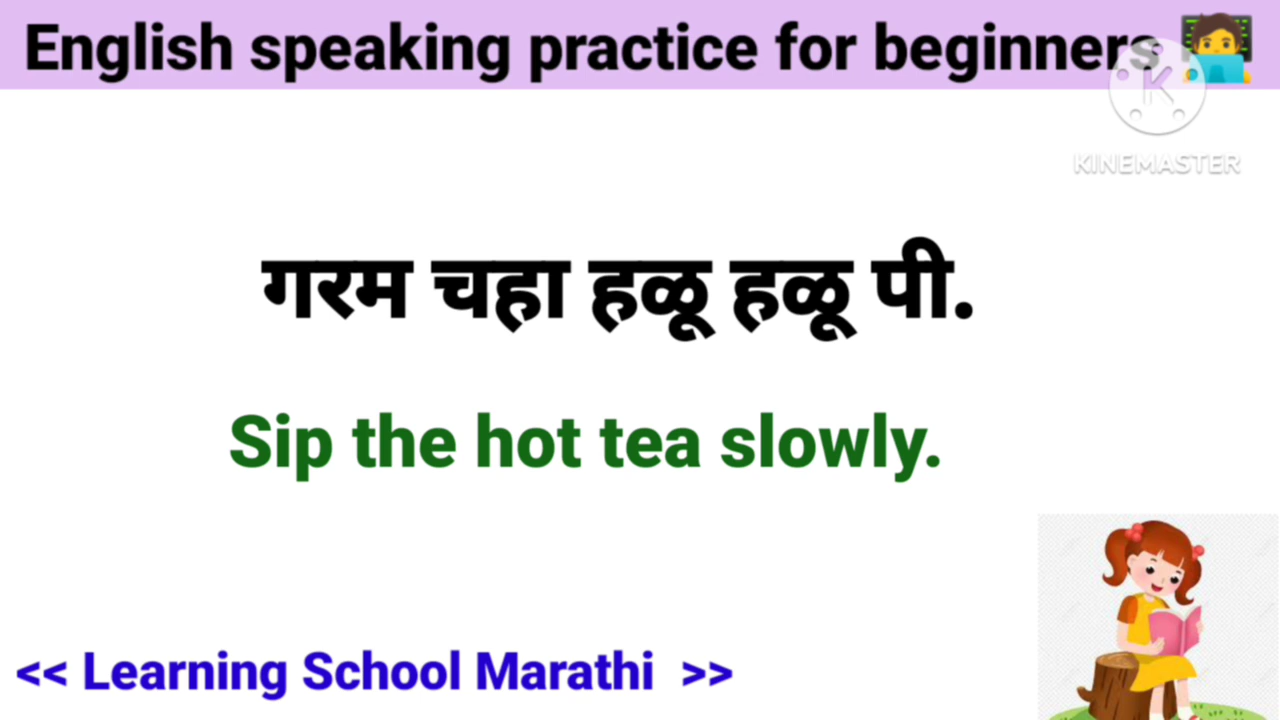 English speaking practice for beginners
KINEMASTER
गरम चहा हळू हळू पी.
Sip the hot tea slowly.
<< Learning School Marathi >>